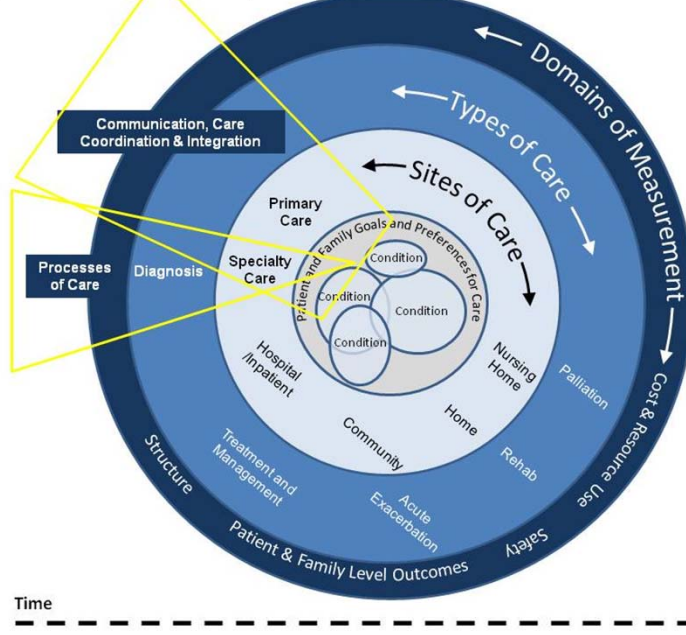 Domains of Measurement
Types of Care
Sites of Care
Communication, Care
Coordination & Integration
Primary
Care
Processes
of Care
Diagnosis
Specialty
Care
Patient and Family Goals and Preferences for Care
Condition
Condition
Condition
Condition
Hospital
/Inpatient
Community
Home
Nursing
Home
Treatment and
Management
Acute
Exacerbation
Rehab
Palliation
Structure
Patient & Family Level Outcomes
Safety
Cost & Resource Use
Time